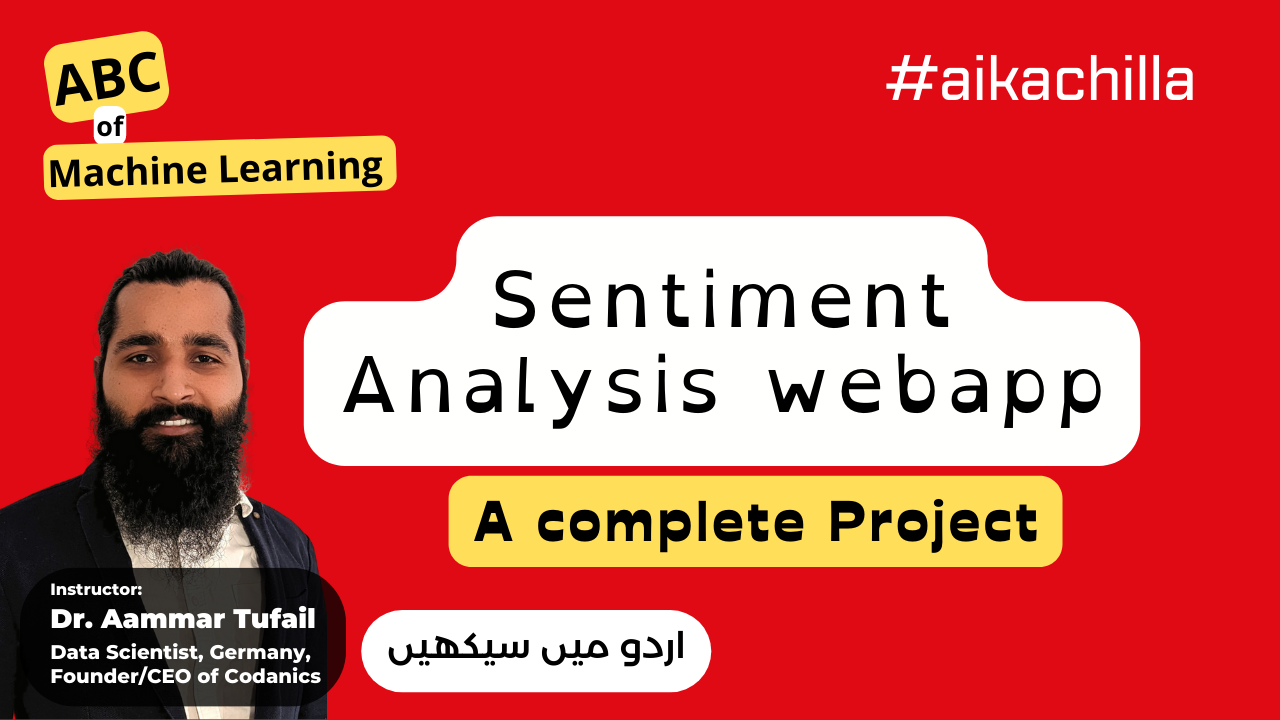 ABC
of
Machine Learning
#aikachilla
Sentiment
Analysis webapp
A complete Project
Instructor:
Dr. Aammar Tufail
Data Scientist, Germany,
Founder/CEO of Codanics
اردو میں سیکھیں